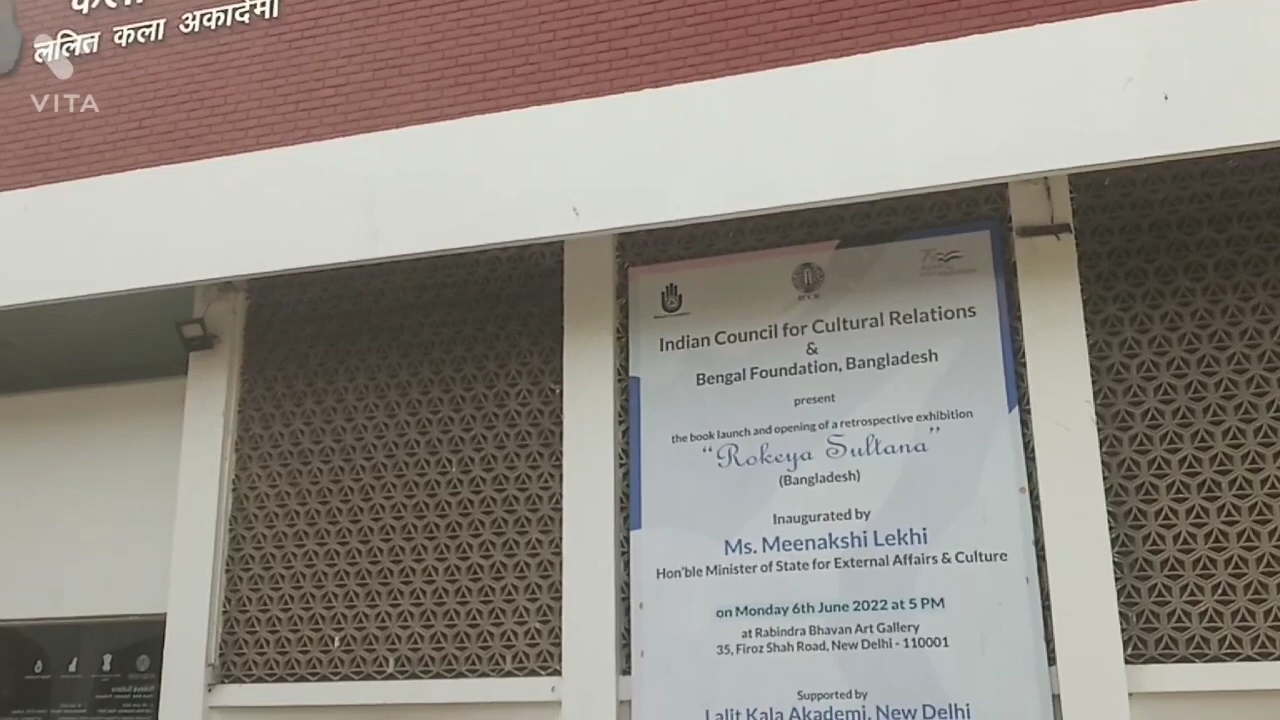 ललित कला अकादेमी
VITA
Indian Council for Cultural Relations
&
Bengal Foundation, Bangladesh
present
the book launch and opening of a retrospective exhibition
“Rokeya Sultana”
(Bangladesh)
Inaugurated by
Ms. Meenakshi Lekhi
Hon'ble Minister of State for External Affairs & Culture
on Monday 6th June 2022 at 5 PM
at Rabindra Bhavan Art Gallery
35, Firoz Shah Road, New Delhi - 110001
Supported by
Lalit Kala Akademi, New Delhi